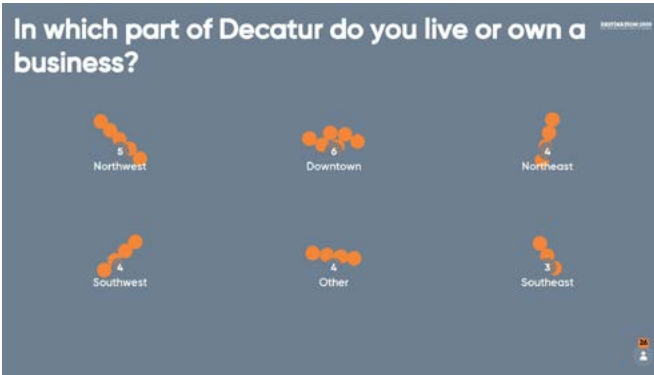 In which part of Decatur do you live or own a
business?
5
Northwest
6
Downtown
4
Northeast
4
Southwest
4
Other
3
Southeast
26